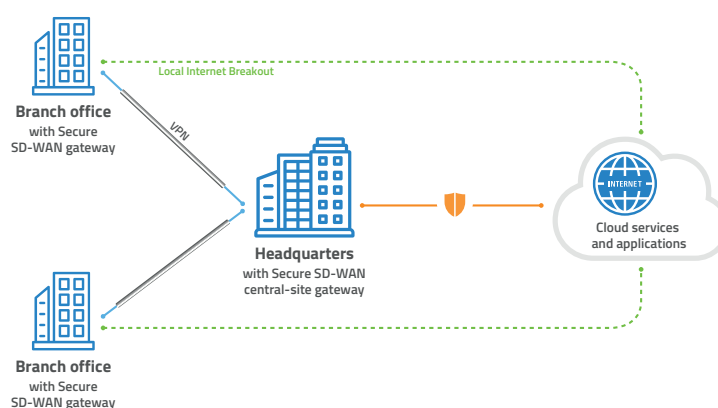 Local Internet Breakout
Branch office
with Secure
SD-WAN gateway
VPN
INTERNET
Cloud services
and applications
Headquarters
with Secure SD-WAN
central-site gateway
Branch office
with Secure
SD-WAN gateway